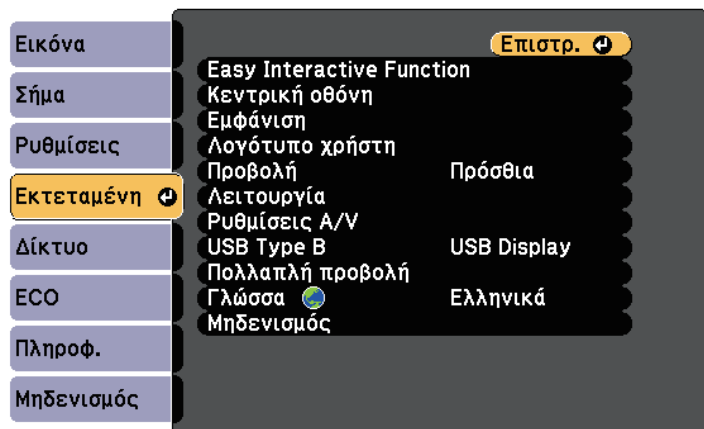 Εικόνα
Σήμα
Ρυθμίσεις
Εκτεταμένη
Δίκτυο
ECO
Πληροφ.
Μηδενισμός
Επιστρ.
Easy Interactive Function
Κεντρική οθόνη
Εμφάνιση
Λογότυπο χρήστη
Προβολή Πρόσθια
Λειτουργία
Ρυθμίσεις A/V
USB Type B USB Display
Πολλαπλή προβολή
Γλώσσα Ελληνικά
Μηδενισμός